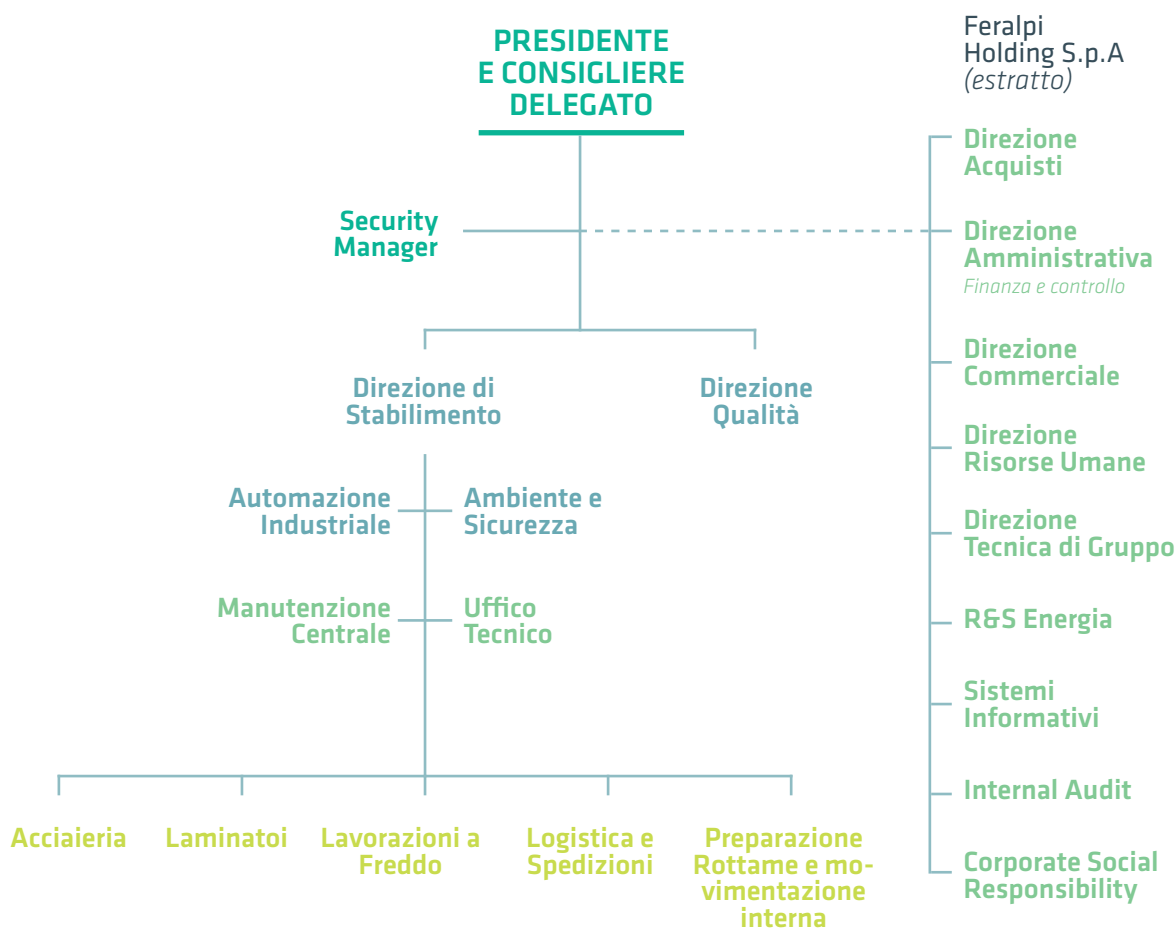 PRESIDENTE
E CONSIGLIERE
DELEGATO
Security
Manager
Direzione di
Stabilimento
Direzione
Qualità
Automazione
Industriale
Ambiente e
Sicurezza
Manutenzione
Centrale
Uffico
Tecnico
Acciaieria
Laminatoi
Lavorazioni a
Freddo
Logistica e
Spedizioni
Preparazione
Rottame e mo-
vimentazione
interna
Feralpi
Holding S.p.A
(estratto)
Direzione
Acquisti
Direzione
Amministrativa
Finanza e controllo
Direzione
Commerciale
Direzione
Risorse Umane
Direzione
Tecnica di Gruppo
R&S Energia
Sistemi
Informativi
Internal Audit
Corporate Social
Responsibility